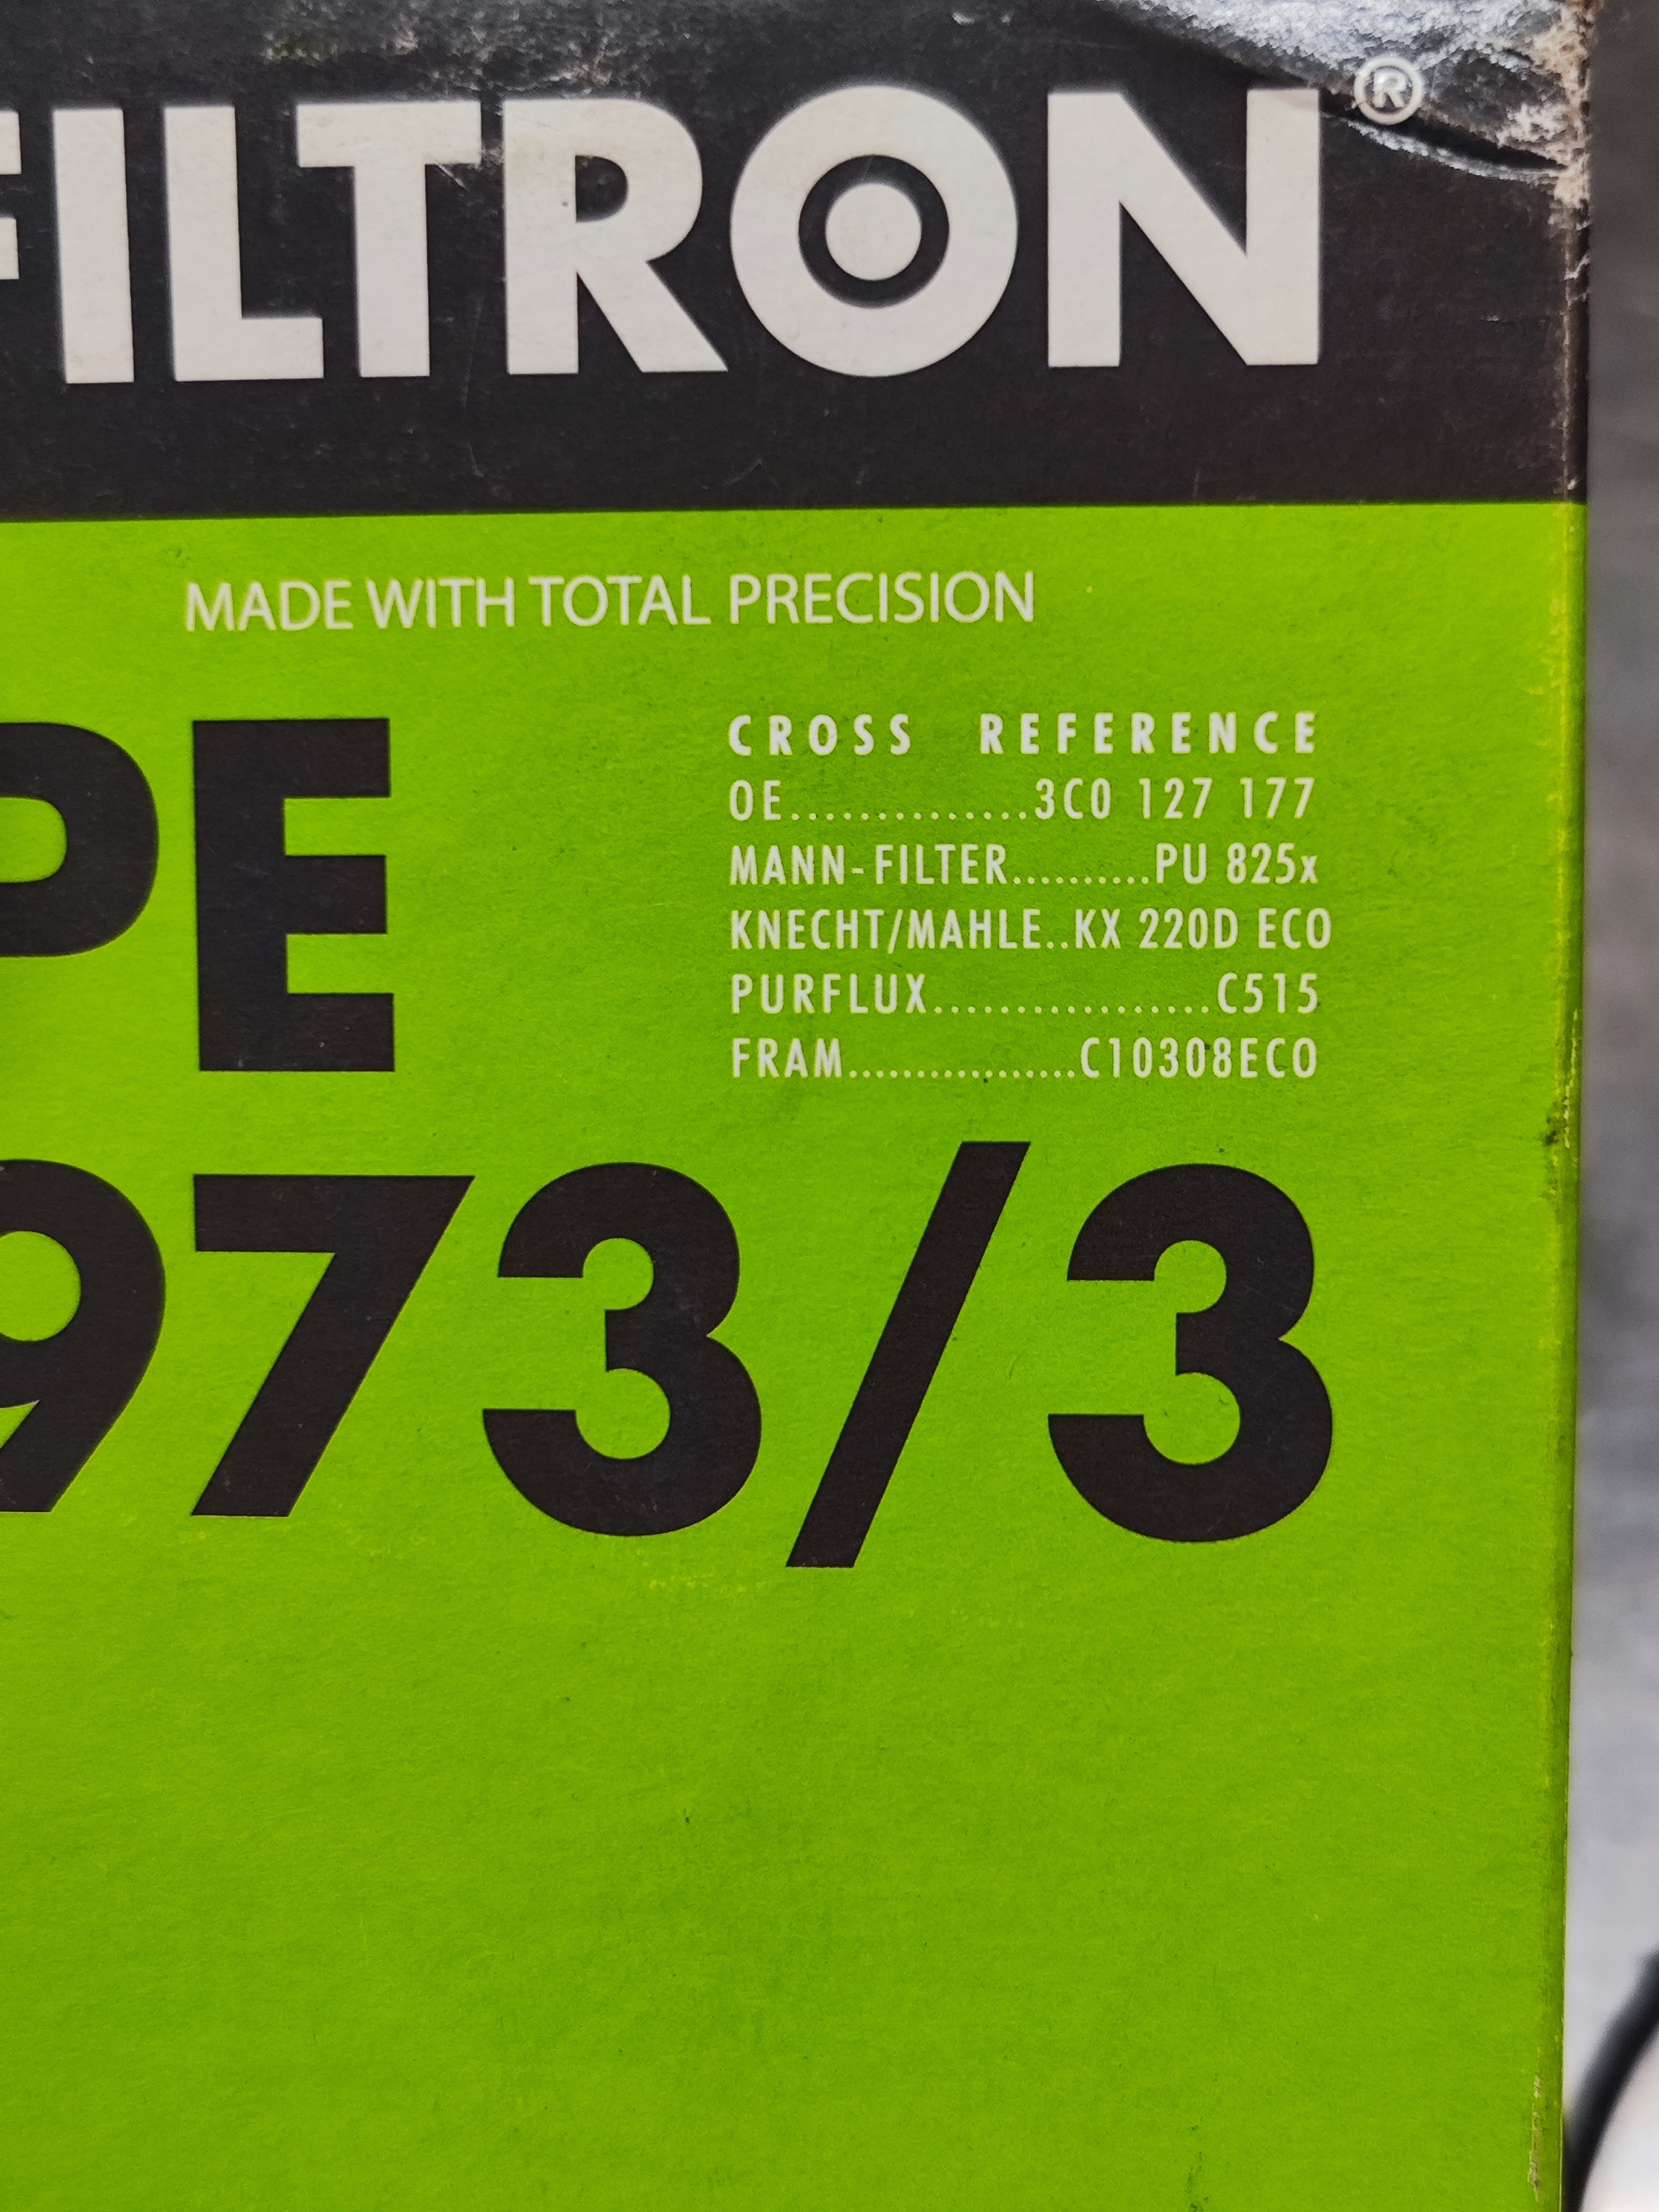 FILTRON®
MADE WITH TOTAL PRECISION
PE
CROSS REFERENCE
OE..............3C0 127 177
MANN-FILTER..........PU 825x
KNECHT/MAHLE..KX 220D ECO
PURFLUX.................C515
FRAM.................C10308ECO
973/3